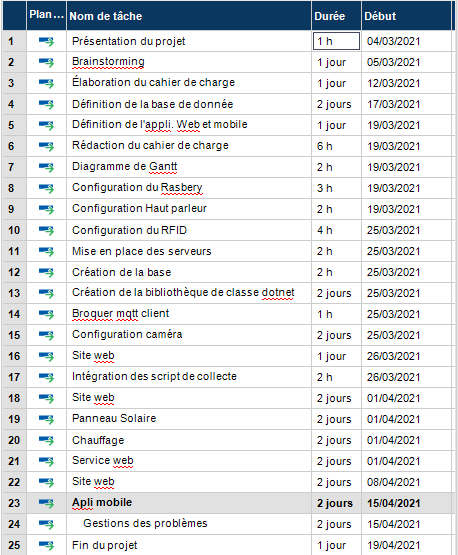 Plan ... Nom de tâche Durée Début
1 Présentation du projet 1 h 04/03/2021
2 Brainstorming 1 jour 05/03/2021
3 Élaboration du cahier de charge 1 jour 12/03/2021
4 Définition de la base de donnée 2 jours 17/03/2021
5 Définition de l'appli. Web et mobile 1 jour 19/03/2021
6 Rédaction du cahier de charge 6 h 19/03/2021
7 Diagramme de Gantt 2 h 19/03/2021
8 Configuration du Rasbery 3 h 19/03/2021
9 Configuration Haut parleur 2 h 19/03/2021
10 Configuration du RFID 4 h 25/03/2021
11 Mise en place des serveurs 2 h 25/03/2021
12 Création de la base 2 h 25/03/2021
13 Création de la bibliothèque de classe dotnet 2 jours 25/03/2021
14 Broquer mqtt client 1 h 25/03/2021
15 Configuration caméra 2 jours 25/03/2021
16 Site web 1 jour 26/03/2021
17 Intégration des script de collecte 2 h 26/03/2021
18 Site web 2 jours 01/04/2021
19 Panneau Solaire 2 jours 01/04/2021
20 Chauffage 2 jours 01/04/2021
21 Service web 2 jours 01/04/2021
22 Site web 2 jours 08/04/2021
23 Apli mobile 2 jours 15/04/2021
24 Gestions des problèmes 2 jours 15/04/2021
25 Fin du projet 1 jour 19/04/2021